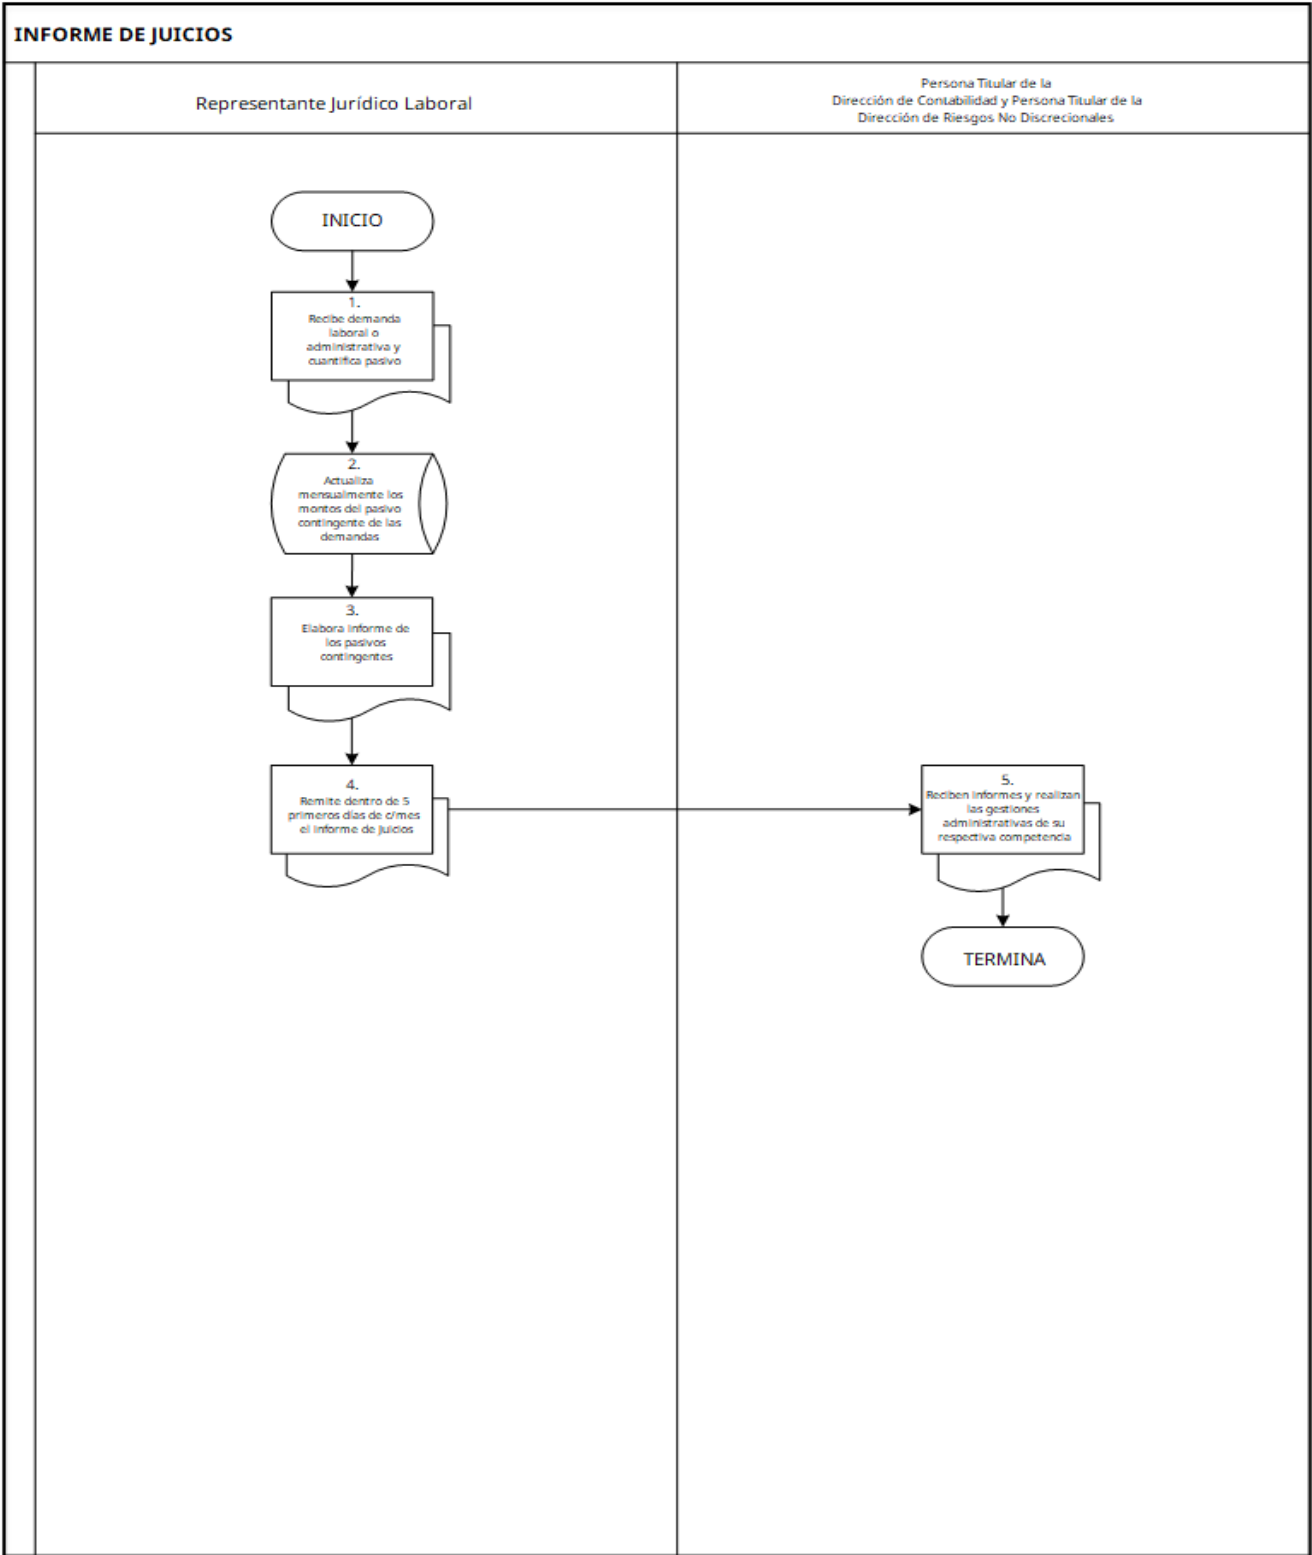 INFORME DE JUICIOS
Representante Jurídico Laboral
Persona Titular de la
Dirección de Contabilidad y Persona Titular de la
Dirección de Riesgos No Discrecionales
INICIO
1.
Recibe demanda
laboral o
administrativa y
cuantifica pasivo
2.
Actualiza
mensualmente los
montos del pasivo
contingente de las
demandas
3.
Elabora informe de
los pasivos
contingentes
4.
Remite dentro de 5
primeros días de c/mes
el informe de Juicios
5.
Reciben informes y realizan
las gestiones
administrativas de su
respectiva competencia
TERMINA